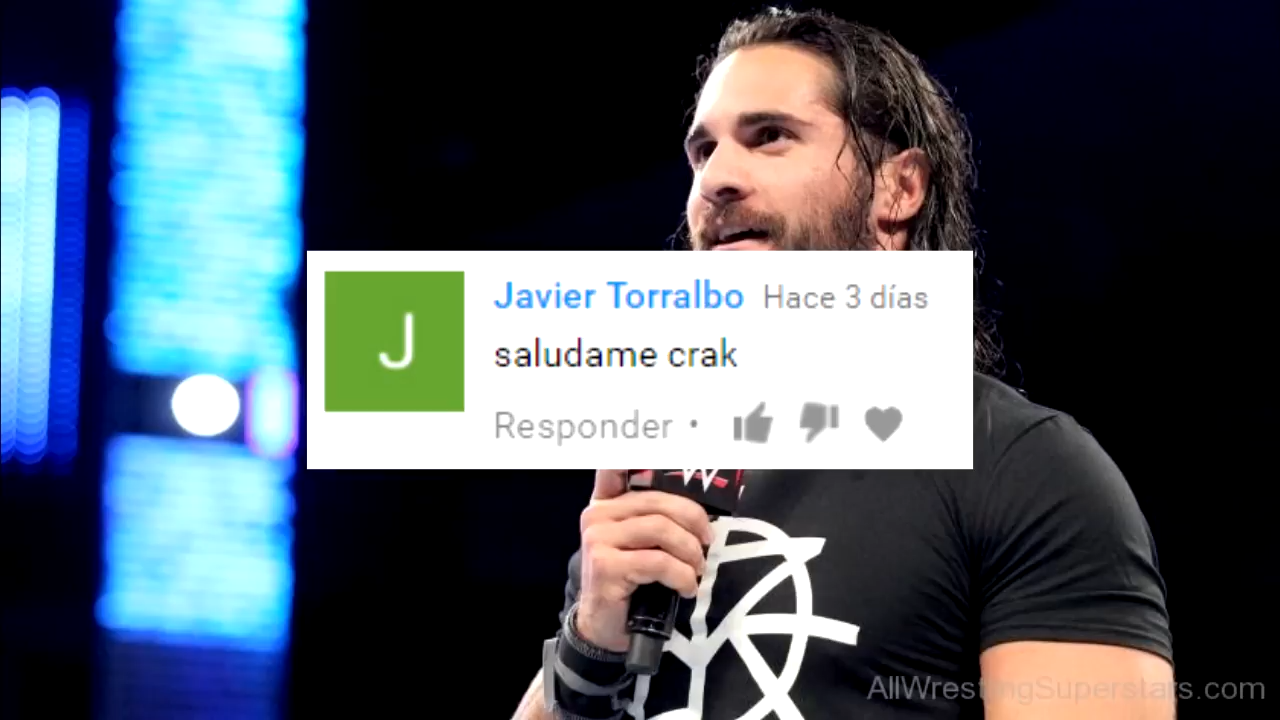 J
Javier Torralbo Hace 3 días
saludame crak
Responder •
W
AllWrestlingSuperstars.com